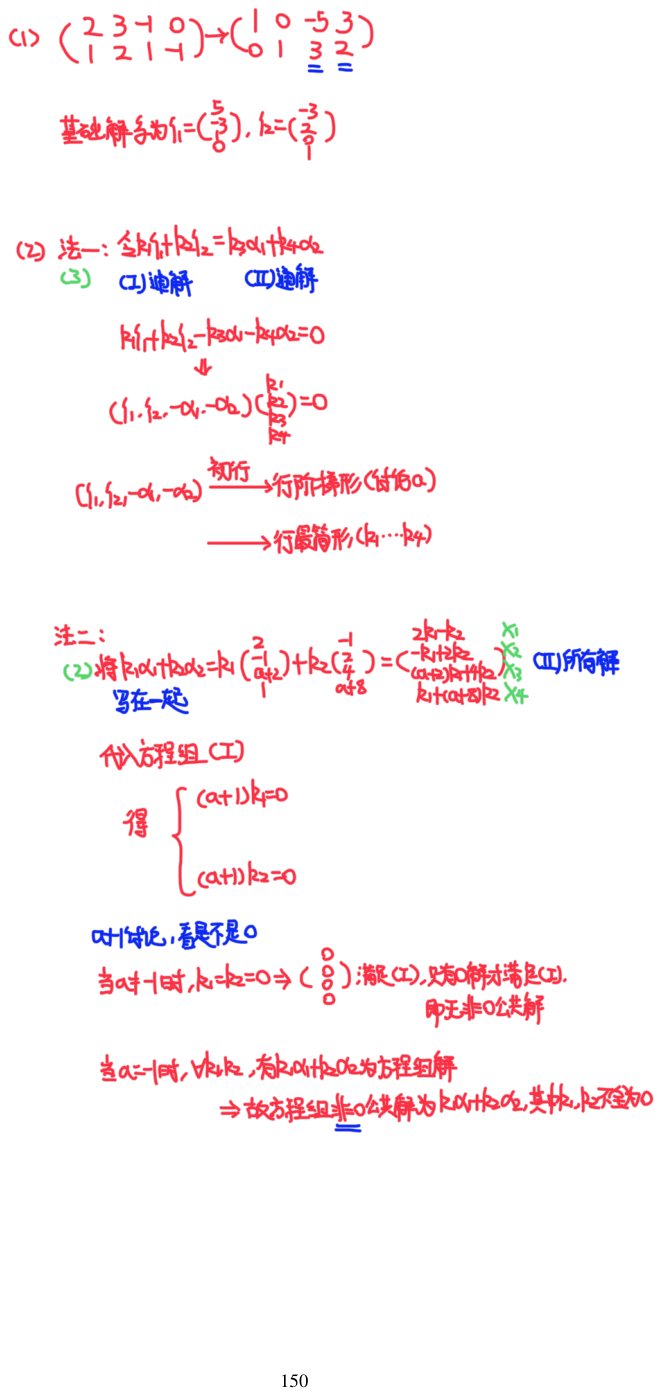 (1) (2 3 -1 0
1 2 1 -1) → (1 0 -5 3
0 1 3 2)
基础解系为ξ₁=(5
-3
1
0), ξ₂=(-3
2
0
1)
(2) 法一: 令k₁ξ₁+k₂ξ₂=k₃α₁+k₄α₂
(3) (I)通解 (II)通解
k₁ξ₁+k₂ξ₂-k₃α₁-k₄α₂=0
⇓
(ξ₁,ξ₂,-α₁,-α₂)(k₁
k₂
k₃
k₄)=0
(ξ₁,ξ₂,-α₁,-α₂) 初行→行阶梯形(讨论a)
→行最简形(k₁…k₄)
法二:
(2) 将k₁α₁+k₂α₂=k₁(2
-1
a+2
1)+k₂(-1
2
4
a+8)=(2k₁-k₂
-k₁+2k₂
(a+2)k₁+4k₂
k₁+(a+8)k₂) x₁
x₂
x₃
x₄ (II)所有解
写在一起
代入方程组(I)
得 { (a+1)k₁=0
(a+1)k₂=0
a+1讨论,看是不是0
当a≠-1时,k₁=k₂=0⇒(0
0
0
0)满足(I),只有0解才满足(I).
即无非0公共解
当a=-1时,∀k₁,k₂,有k₁α₁+k₂α₂为方程组解
⇒故方程组非0公共解为k₁α₁+k₂α₂,其中k₁,k₂不全为0
150